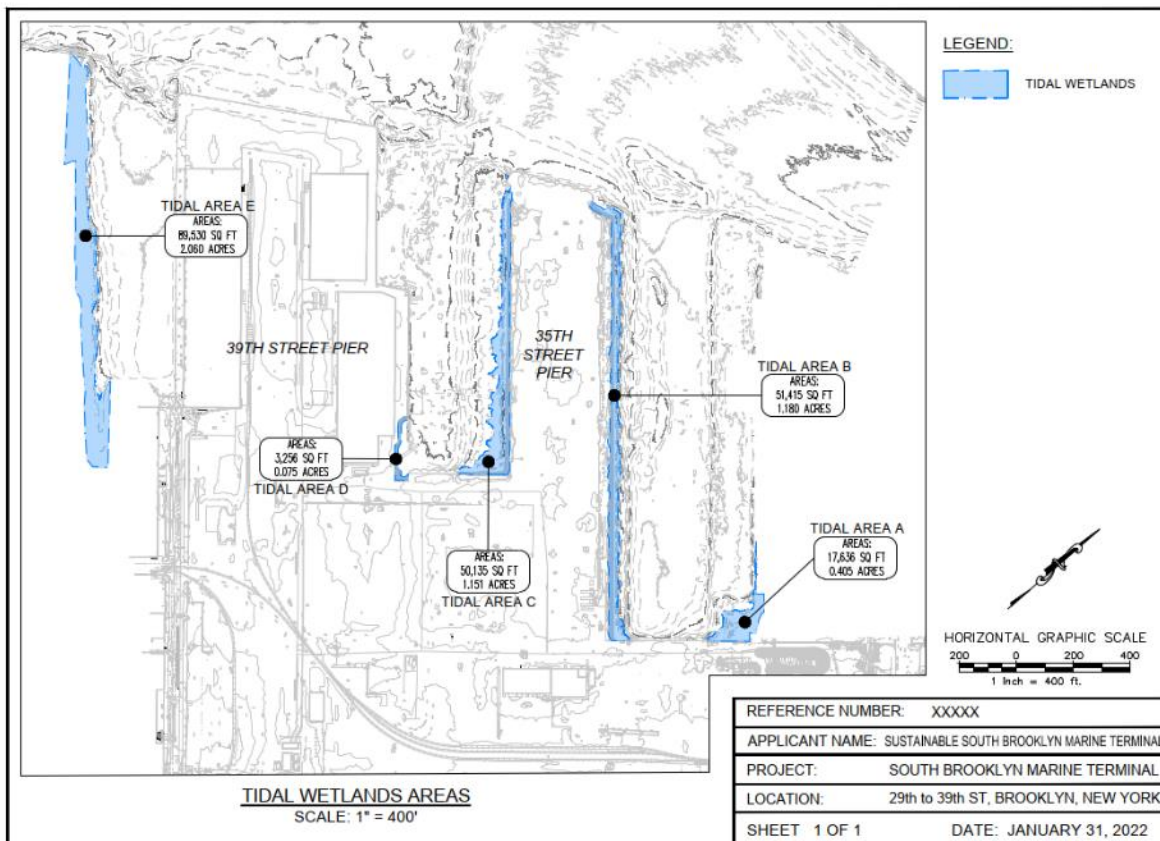 LEGEND:
TIDAL WETLANDS
TIDAL AREA E
AREAS:
89,530 SQ FT
2.060 ACRES
39TH STREET PIER
35TH
STREET
PIER
TIDAL AREA B
AREAS:
51,415 SQ FT
1.180 ACRES
AREAS:
3,256 SQ FT
0.075 ACRES
TIDAL AREA D
AREAS:
50,135 SQ FT
1.151 ACRES
TIDAL AREA C
TIDAL AREA A
AREAS:
17,636 SQ FT
0.405 ACRES
HORIZONTAL GRAPHIC SCALE
200 0 200 400
1 inch = 400 ft.
TIDAL WETLANDS AREAS
SCALE: 1" = 400'
REFERENCE NUMBER: XXXXX
APPLICANT NAME: SUSTAINABLE SOUTH BROOKLYN MARINE TERMINAL
PROJECT: SOUTH BROOKLYN MARINE TERMINAL
LOCATION: 29th to 39th ST, BROOKLYN, NEW YORK
SHEET 1 OF 1 DATE: JANUARY 31, 2022